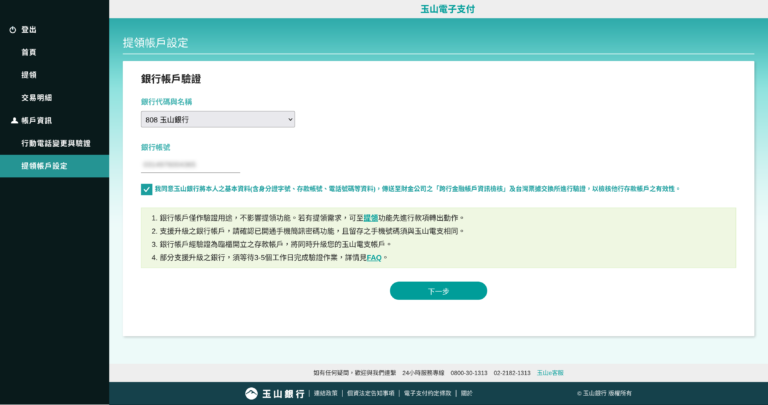 玉山電子支付
登出
首頁
提領
交易明細
帳戶資訊
行動電話變更與驗證
提領帳戶設定
提領帳戶設定
銀行帳戶驗證
銀行代碼與名稱
808 玉山銀行
銀行帳號
我同意玉山銀行將本人之基本資料(含身分證字號、存款帳號、電話號碼等資料)，傳送至財金公司之「跨行金融帳戶資訊核驗」及台灣票據交換所進行驗證，以檢核他行存款帳戶之有效性。
1. 銀行帳戶僅作驗證用途，不影響提領功能。若有提領需求，可至提領功能先進行款項轉出動作。
2. 支援升級之銀行帳戶，請確認已開通手機簡訊密碼功能，且留存之手機號碼須與玉山電支相同。
3. 銀行帳戶經驗證為臨櫃開立之存款帳戶，將同時升級您的玉山電支帳戶。
4. 部分支援升級之銀行，須等待3-5個工作日完成驗證作業，詳情見FAQ。
下一步
如有任何疑問，歡迎與我們連繫 24小時服務專線 0800-30-1313 02-2182-1313 玉山e客服
玉山銀行 | 連結政策 | 個資法定告知事項 | 電子支付約定條款 | 關於
© 玉山銀行 版權所有